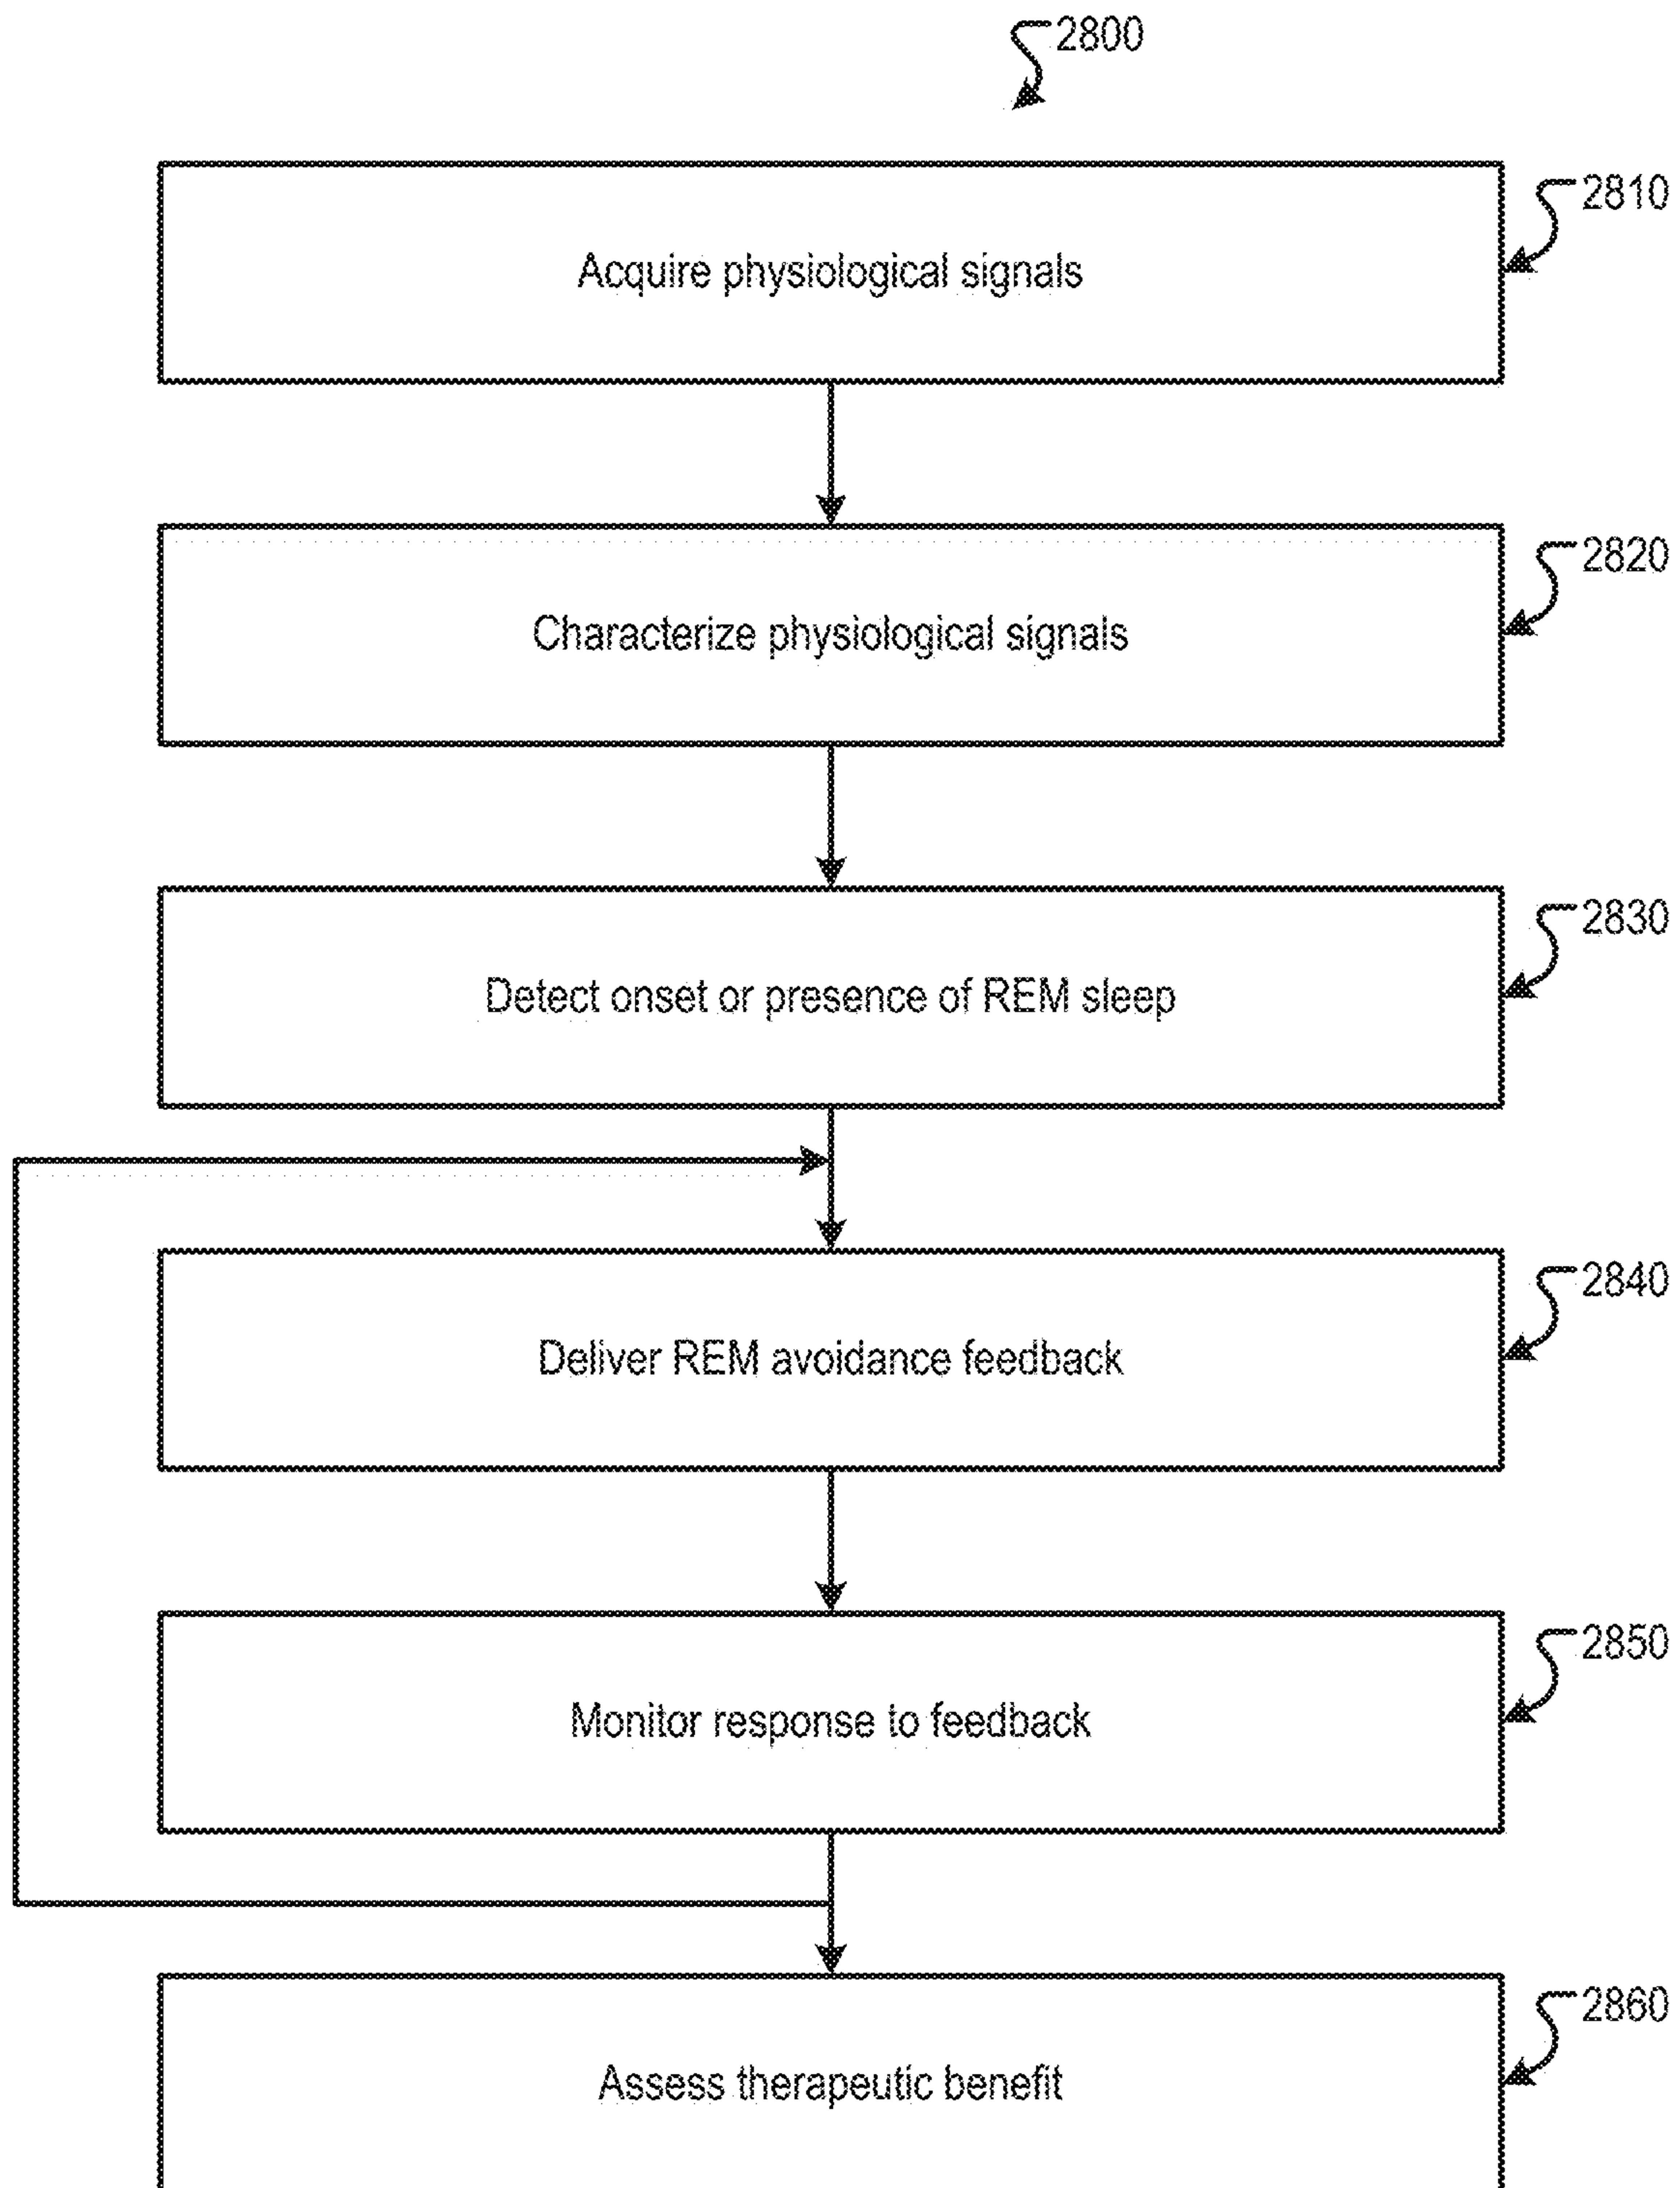 2800
2810
Acquire physiological signals
2820
Characterize physiological signals
2830
Detect onset or presence of REM sleep
2840
Deliver REM avoidance feedback
2850
Monitor response to feedback
2860
Assess therapeutic benefit